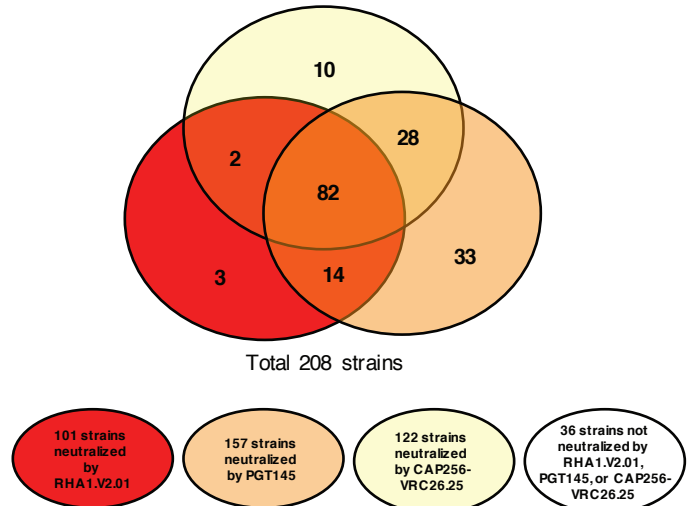 10
28
2
82
33
3
14
Total 208 strains
101 strains
neutralized
by
RHA1.V2.01
157 strains
neutralized
by PGT145
122 strains
neutralized
by CAP256-
VRC26.25
36 strains not
neutralized by
RHA1.V2.01,
PGT145, or CAP256-
VRC26.25